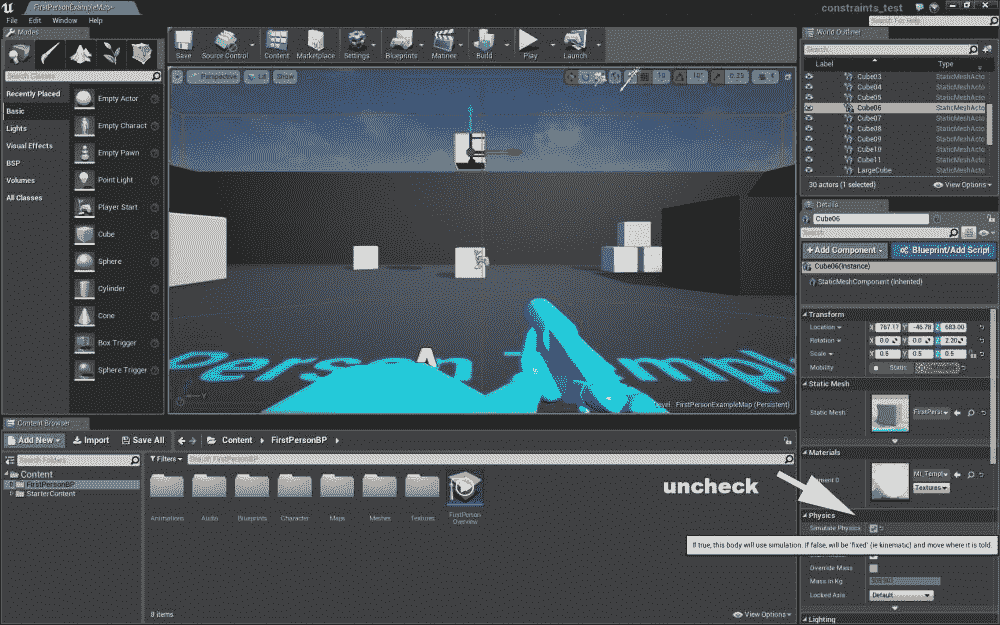 FirstPersonExampleMap*
constraints_test
File Edit Window Help
Search For Help
Modes
World Outliner
Search Classes
Save Source Control Content Marketplace Settings Blueprints Matinee Build Play Launch
Search...
Perspective Lit Show
10 10° 0.25 4
Label Type
Recently Placed
Basic
Lights
Visual Effects
BSP
Volumes
All Classes
Empty Actor
Empty Charact
Empty Pawn
Point Light
Player Start
Cube
Sphere
Cylinder
Cone
Box Trigger
Sphere Trigger
Cube03 StaticMeshActo
Cube04 StaticMeshActo
Cube05 StaticMeshActo
Cube06 StaticMeshActo
Cube07 StaticMeshActo
Cube08 StaticMeshActo
Cube09 StaticMeshActo
Cube10 StaticMeshActo
Cube11 StaticMeshActo
LargeCube StaticMeshActo
30 actors (1 selected) View Options
Details
Cube06
Search
+Add Component Blueprint/Add Script
Cube06(Instance)
StaticMeshComponent (Inherited)
Transform
Location X 767.17 Y -46.78 Z 683.00
Rotation X 0.0 Y 0.0 Z 2.20
Scale X 0.5 Y 0.5 Z 0.5
Mobility Static
Static Mesh
Static Mesh FirstPers
Materials
Element 0 MI_Templ
Textures
Physics
Simulate Physics
If true, this body will use simulation. If false, will be 'fixed' (ie kinematic) and move where it is told.
Override Mass
Mass in Kg
Locked Axis Default
Lighting
Level: FirstPersonExampleMap (Persistent)
Content Browser
Add New Import Save All Content FirstPersonBP
Search Folders
Filters Search FirstPersonBP
Content
FirstPersonBP
StarterContent
Animations Audio Blueprints Character Maps Meshes Textures FirstPerson Overview
uncheck
8 items View Options